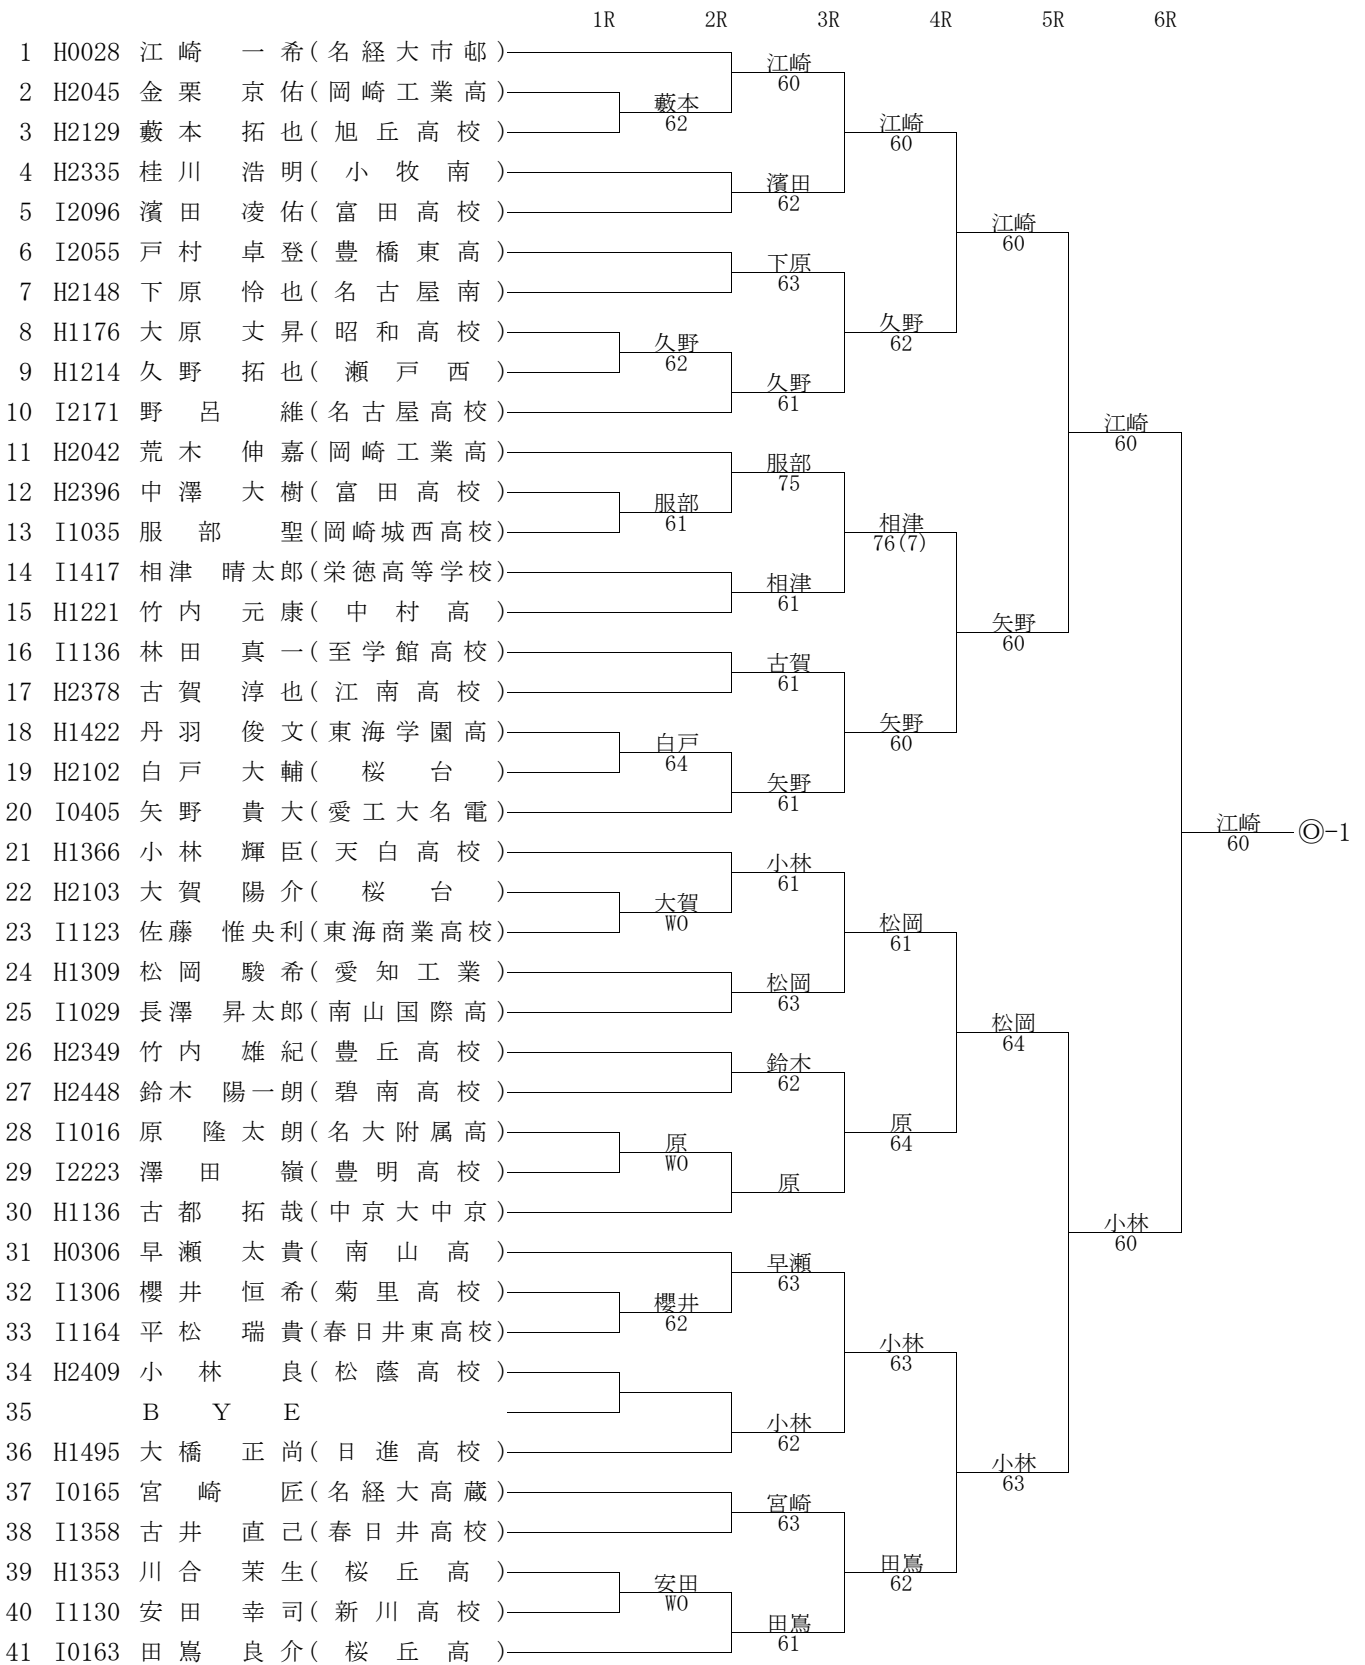 1R 2R 3R 4R 5R 6R
1 H0028 江崎 一希(名経大市邨)
江崎
60
2 H2045 金栗 京佑(岡崎工業高)
藪本
62
3 H2129 藪本 拓也(旭丘高校)
江崎
60
4 H2335 桂川 浩明(小牧南)
濱田
62
5 I2096 濱田 凌佑(富田高校)
江崎
60
6 I2055 戸村 卓登(豊橋東高)
下原
63
7 H2148 下原 怜也(名古屋南)
8 H1176 大原 丈昇(昭和高校)
久野
62
久野
62
9 H1214 久野 拓也(瀬戸西)
久野
61
10 I2171 野呂 維(名古屋高校)
江崎
60
11 H2042 荒木 伸嘉(岡崎工業高)
服部
75
12 H2396 中澤 大樹(富田高校)
服部
61
13 I1035 服部 聖(岡崎城西高校)
相津
76(7)
14 I1417 相津 晴太郎(栄徳高等学校)
相津
61
15 H1221 竹内 元康(中村高)
矢野
60
16 I1136 林田 真一(至学館高校)
古賀
61
17 H2378 古賀 淳也(江南高校)
18 H1422 丹羽 俊文(東海学園高)
白戸
64
矢野
60
19 H2102 白戸 大輔(桜台)
矢野
61
20 I0405 矢野 貴大(愛工大名電)
江崎
60
◎-1
21 H1366 小林 輝臣(天白高校)
小林
61
22 H2103 大賀 陽介(桜台)
大賀
WO
23 I1123 佐藤 惟央利(東海商業高校)
松岡
61
24 H1309 松岡 駿希(愛知工業)
松岡
63
25 I1029 長澤 昇太郎(南山国際高)
松岡
64
26 H2349 竹内 雄紀(豊丘高校)
鈴木
62
27 H2448 鈴木 陽一朗(碧南高校)
28 I1016 原 隆太朗(名大附属高)
原
WO
原
64
29 I2223 澤田 嶺(豊明高校)
原
30 H1136 古都 拓哉(中京大中京)
小林
60
31 H0306 早瀬 太貴(南山高)
早瀬
63
32 I1306 櫻井 恒希(菊里高校)
櫻井
62
33 I1164 平松 瑞貴(春日井東高校)
小林
63
34 H2409 小林 良(松蔭高校)
35 BYE
小林
62
36 H1495 大橋 正尚(日進高校)
小林
63
37 I0165 宮崎 匠(名経大高蔵)
宮崎
63
38 I1358 古井 直己(春日井高校)
39 H1353 川合 茉生(桜丘高)
安田
WO
田嶌
62
40 I1130 安田 幸司(新川高校)
田嶌
61
41 I0163 田嶌 良介(桜丘高)